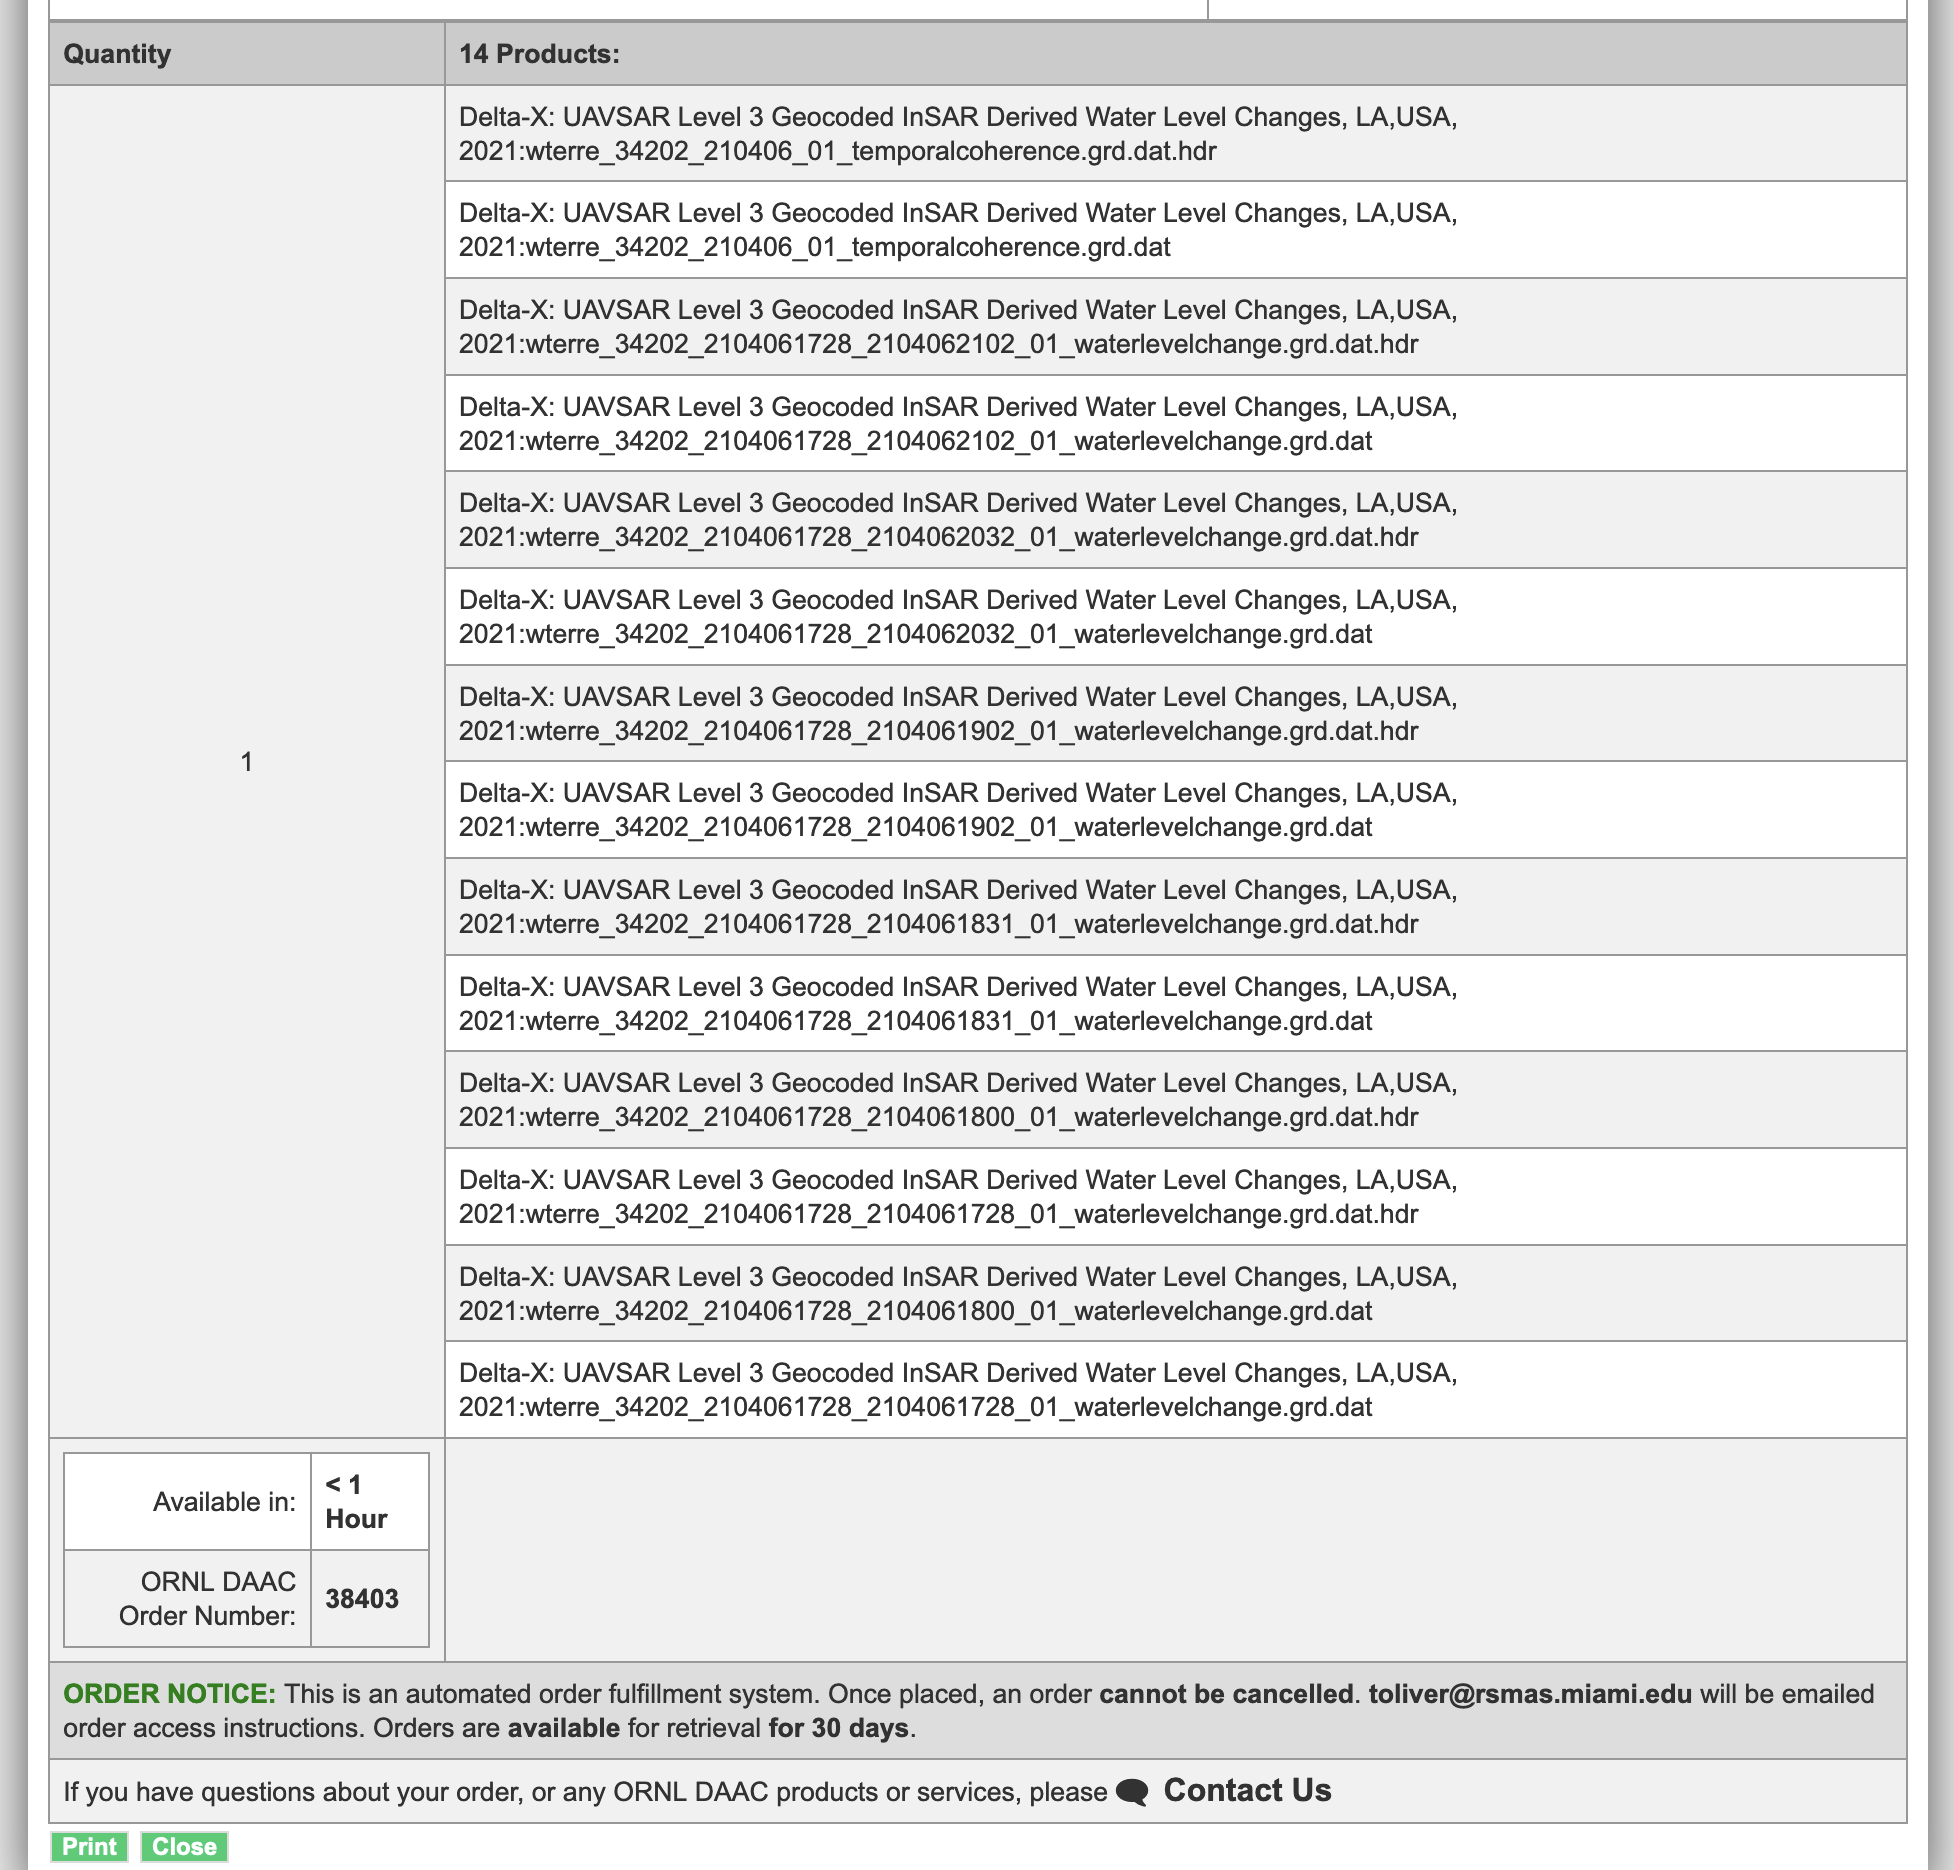 Quantity
14 Products:
1
Delta-X: UAVSAR Level 3 Geocoded InSAR Derived Water Level Changes, LA,USA,
2021:wterre_34202_210406_01_temporalcoherence.grd.dat.hdr
Delta-X: UAVSAR Level 3 Geocoded InSAR Derived Water Level Changes, LA,USA,
2021:wterre_34202_210406_01_temporalcoherence.grd.dat
Delta-X: UAVSAR Level 3 Geocoded InSAR Derived Water Level Changes, LA,USA,
2021:wterre_34202_2104061728_2104062102_01_waterlevelchange.grd.dat.hdr
Delta-X: UAVSAR Level 3 Geocoded InSAR Derived Water Level Changes, LA,USA,
2021:wterre_34202_2104061728_2104062102_01_waterlevelchange.grd.dat
Delta-X: UAVSAR Level 3 Geocoded InSAR Derived Water Level Changes, LA,USA,
2021:wterre_34202_2104061728_2104062032_01_waterlevelchange.grd.dat.hdr
Delta-X: UAVSAR Level 3 Geocoded InSAR Derived Water Level Changes, LA,USA,
2021:wterre_34202_2104061728_2104062032_01_waterlevelchange.grd.dat
Delta-X: UAVSAR Level 3 Geocoded InSAR Derived Water Level Changes, LA,USA,
2021:wterre_34202_2104061728_2104061902_01_waterlevelchange.grd.dat.hdr
Delta-X: UAVSAR Level 3 Geocoded InSAR Derived Water Level Changes, LA,USA,
2021:wterre_34202_2104061728_2104061902_01_waterlevelchange.grd.dat
Delta-X: UAVSAR Level 3 Geocoded InSAR Derived Water Level Changes, LA,USA,
2021:wterre_34202_2104061728_2104061831_01_waterlevelchange.grd.dat.hdr
Delta-X: UAVSAR Level 3 Geocoded InSAR Derived Water Level Changes, LA,USA,
2021:wterre_34202_2104061728_2104061831_01_waterlevelchange.grd.dat
Delta-X: UAVSAR Level 3 Geocoded InSAR Derived Water Level Changes, LA,USA,
2021:wterre_34202_2104061728_2104061800_01_waterlevelchange.grd.dat.hdr
Delta-X: UAVSAR Level 3 Geocoded InSAR Derived Water Level Changes, LA,USA,
2021:wterre_34202_2104061728_2104061728_01_waterlevelchange.grd.dat.hdr
Delta-X: UAVSAR Level 3 Geocoded InSAR Derived Water Level Changes, LA,USA,
2021:wterre_34202_2104061728_2104061800_01_waterlevelchange.grd.dat
Delta-X: UAVSAR Level 3 Geocoded InSAR Derived Water Level Changes, LA,USA,
2021:wterre_34202_2104061728_2104061728_01_waterlevelchange.grd.dat
Available in:
< 1
Hour
ORNL DAAC
Order Number:
38403
ORDER NOTICE: This is an automated order fulfillment system. Once placed, an order cannot be cancelled. toliver@rsmas.miami.edu will be emailed
order access instructions. Orders are available for retrieval for 30 days.
If you have questions about your order, or any ORNL DAAC products or services, please Contact Us
Print
Close